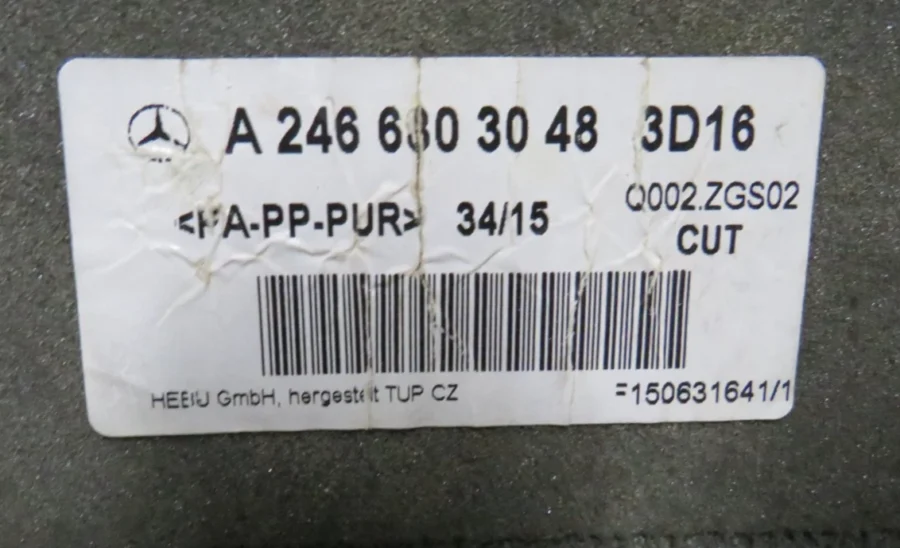 A 246 680 30 48 3D16
<PA-PP-PUR> 34/15 Q002.ZGS02
CUT
GmbH, hergestellt TUP CZ
150631641/1